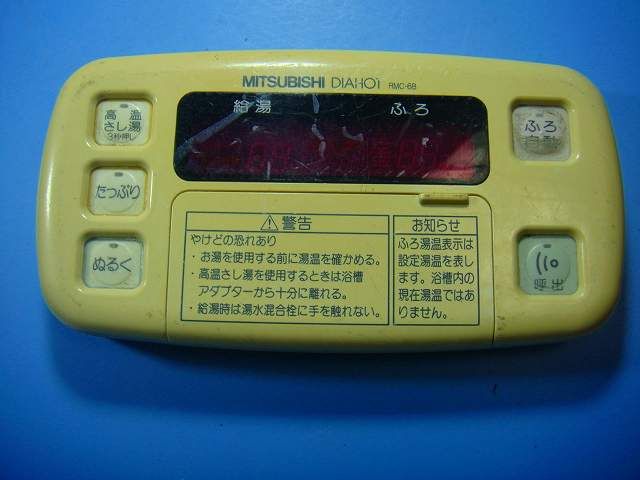 MITSUBISHI DIAHOT RMC-6B
給湯 ふろ
高温
さし湯
3秒押し
たっぷり
ぬるく
ふろ
自動
呼出
⚠警告
やけどの恐れあり
・お湯を使用する前に湯温を確かめる。
・高温さし湯を使用するときは浴槽
アダプターから十分に離れる。
・給湯時は湯水混合栓に手を触れない。
お知らせ
ふろ湯温表示は
設定湯温を表し
ます。浴槽内の
現在湯温ではあ
りません。